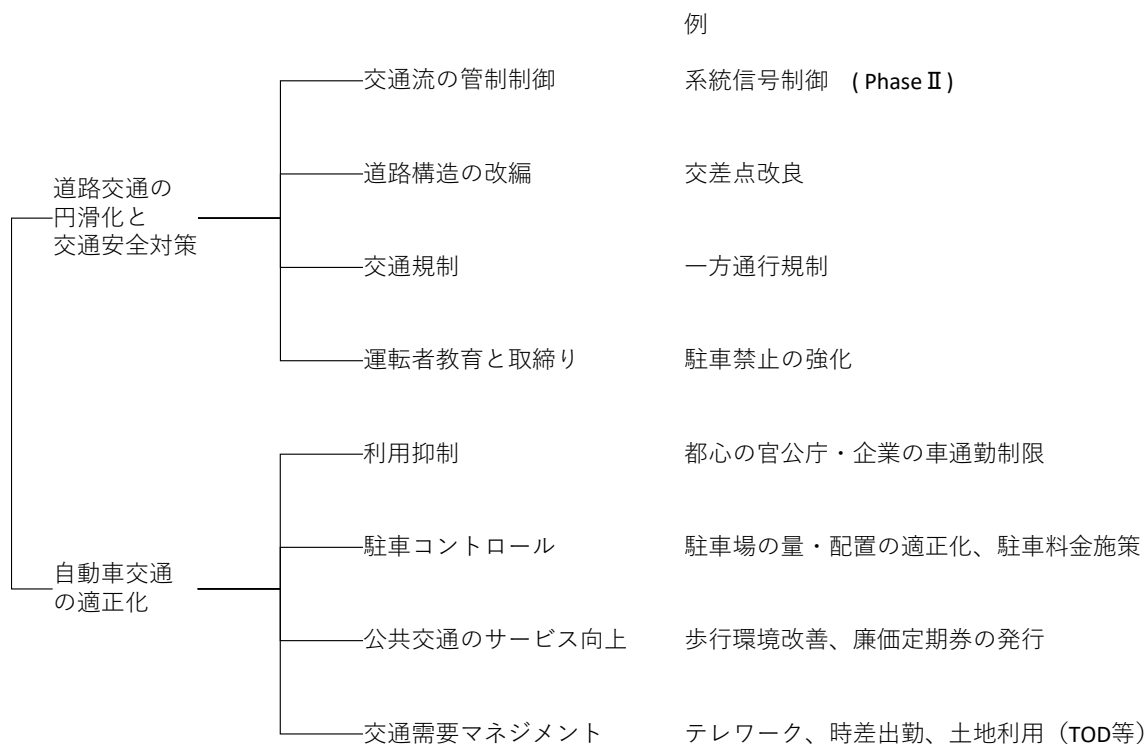 例
交通流の管制制御 系統信号制御 ( Phase Ⅱ )
道路構造の改編 交差点改良
道路交通の
円滑化と
交通安全対策
交通規制 一方通行規制
運転者教育と取締り 駐車禁止の強化
利用抑制 都心の官公庁・企業の車通勤制限
駐車コントロール 駐車場の量・配置の適正化、駐車料金施策
自動車交通
の適正化
公共交通のサービス向上 歩行環境改善、廉価定期券の発行
交通需要マネジメント テレワーク、時差出勤、土地利用（TOD等）